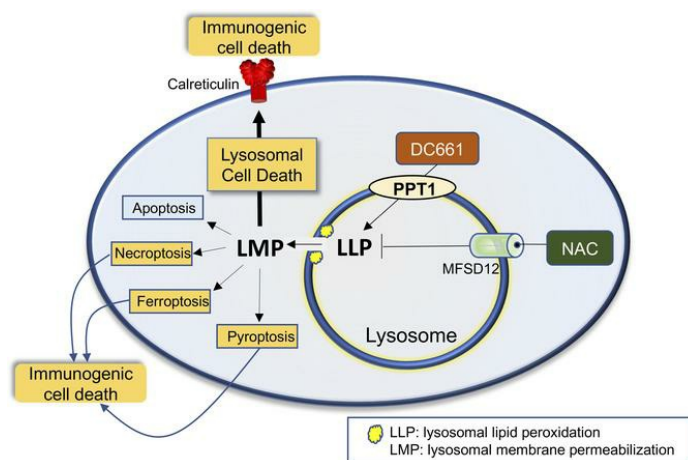 Immunogenic
cell death
Calreticulin
DC661
Lysosomal
Cell Death
PPT1
Apoptosis
LMP
LLP
NAC
Necroptosis
MFSD12
Ferroptosis
Pyroptosis
Lysosome
Immunogenic
cell death
LLP: lysosomal lipid peroxidation
LMP: lysosomal membrane permeabilization